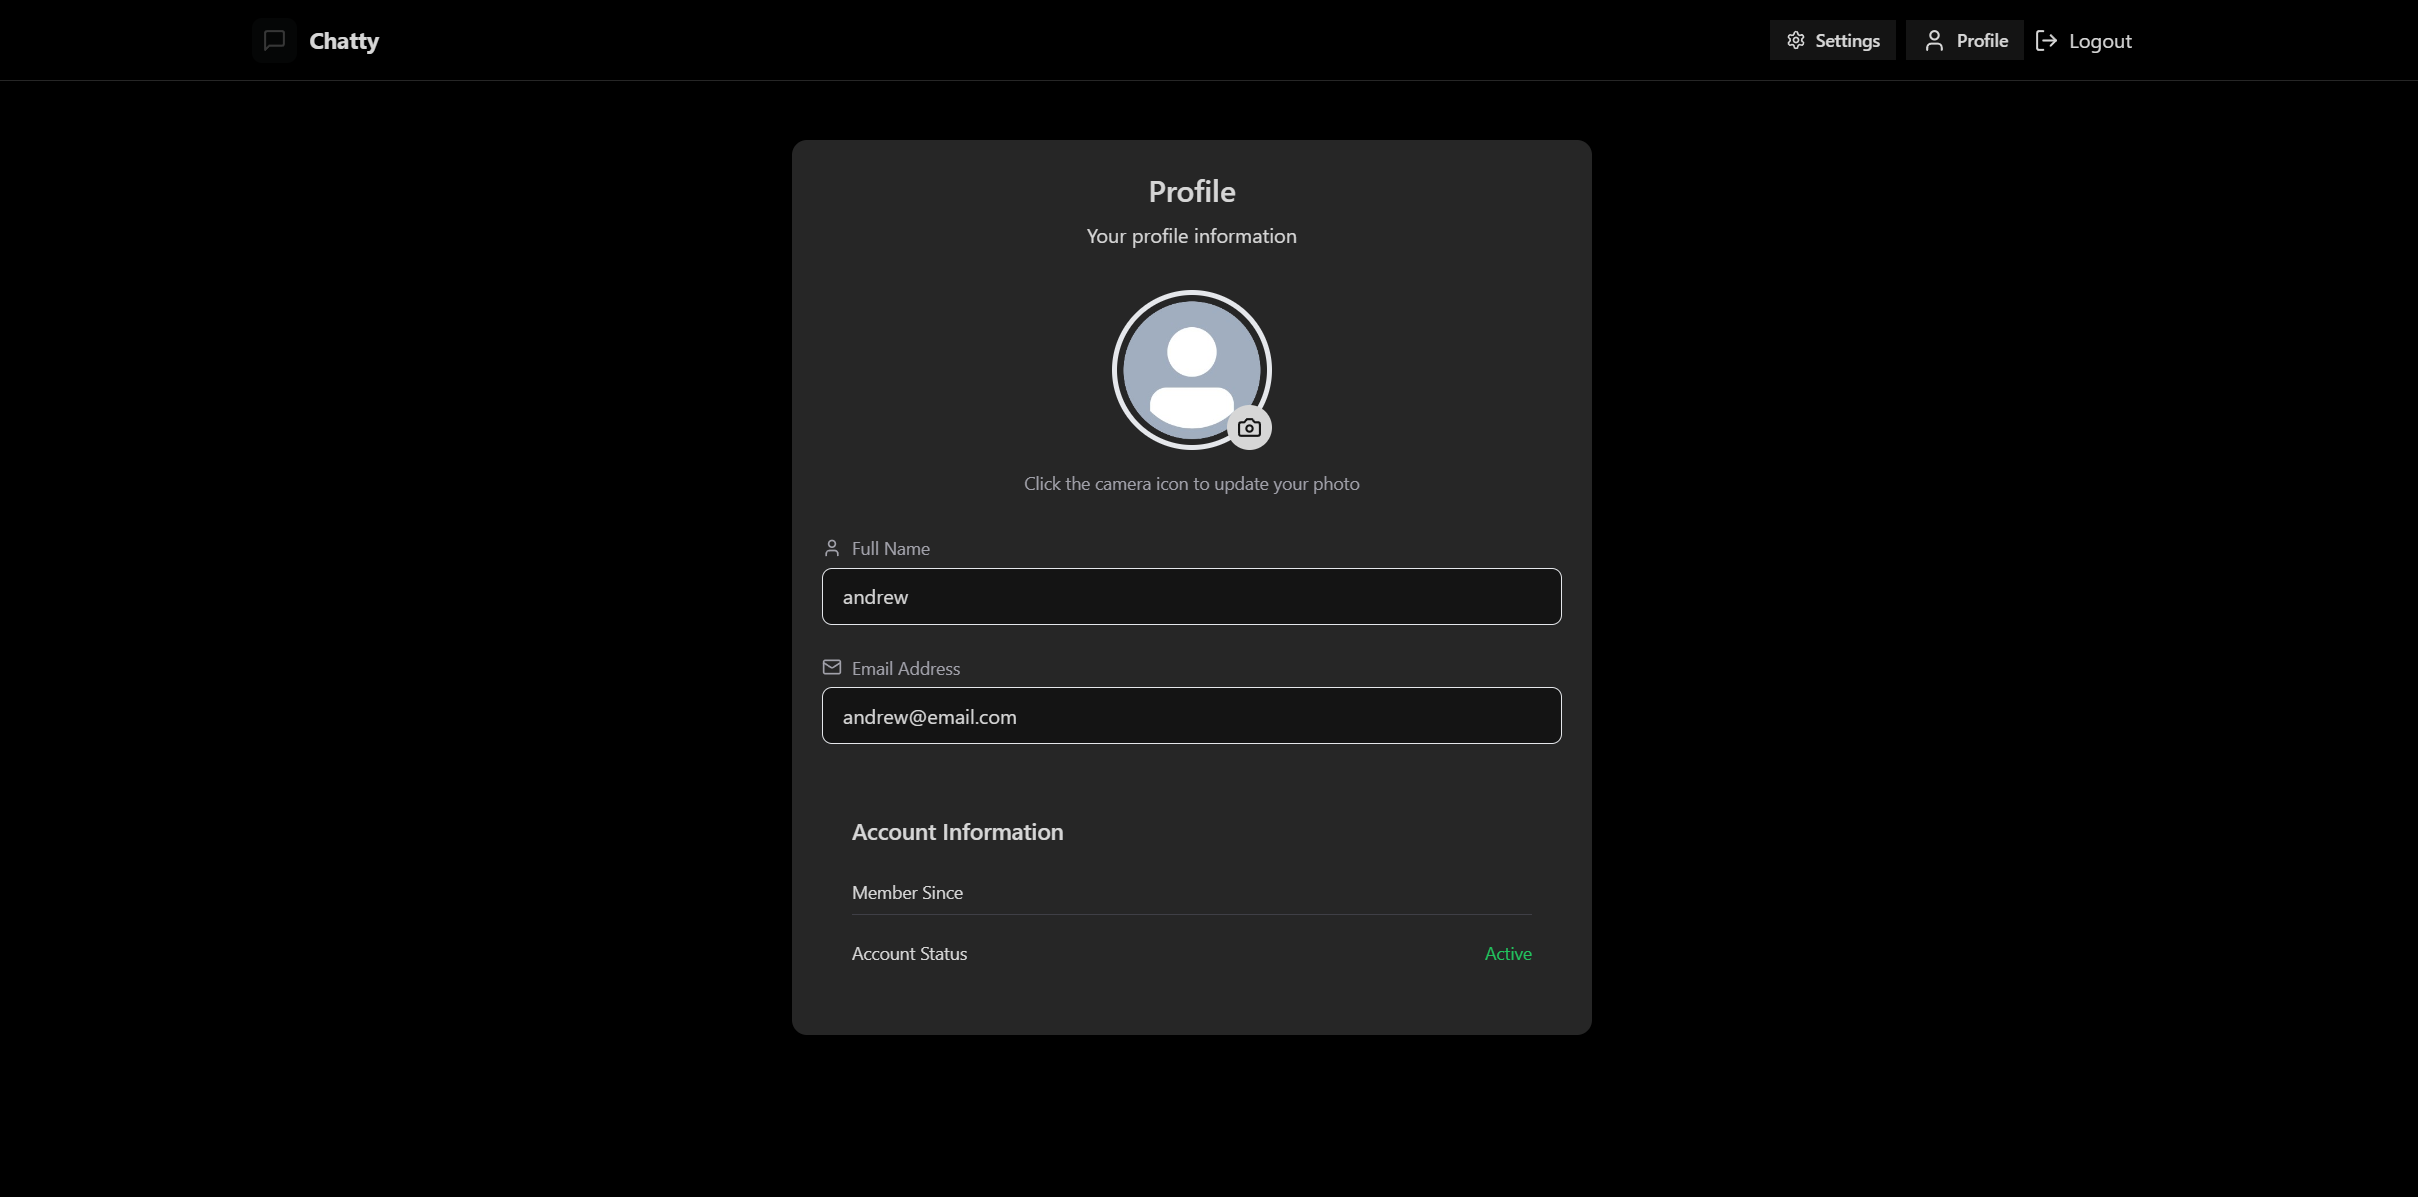 Chatty
Settings
Profile
Logout
Profile
Your profile information
Click the camera icon to update your photo
Full Name
andrew
Email Address
andrew@email.com
Account Information
Member Since
Account Status
Active